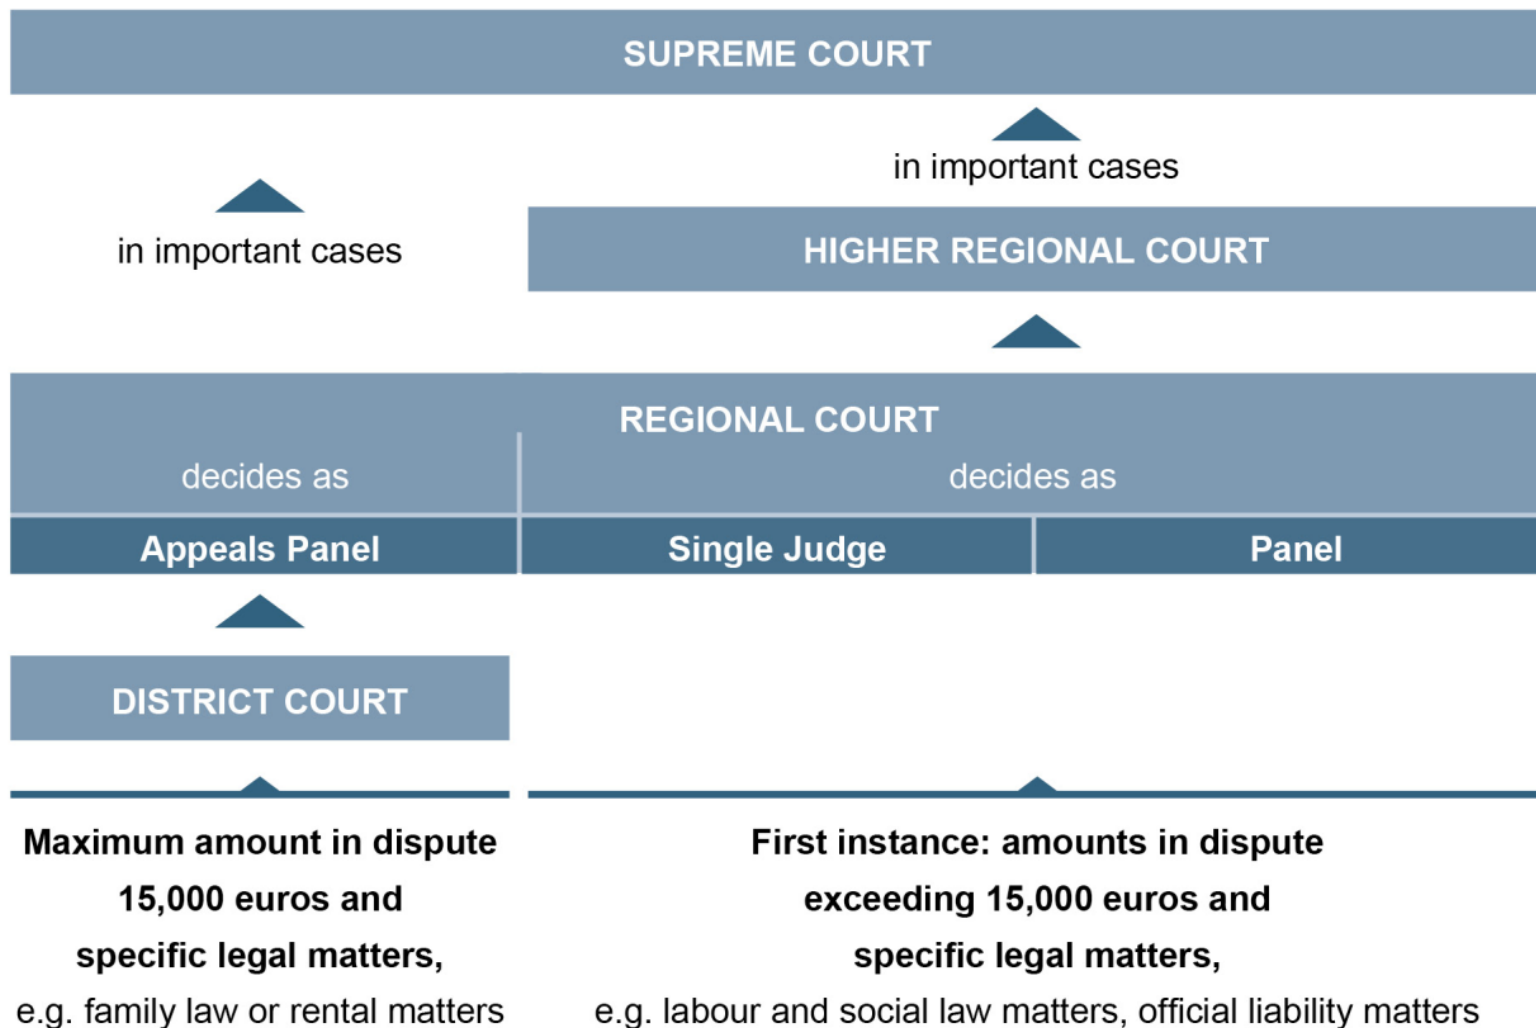 SUPREME COURT
in important cases
in important cases
HIGHER REGIONAL COURT
REGIONAL COURT
decides as
decides as
Appeals Panel
Single Judge
Panel
DISTRICT COURT
Maximum amount in dispute
15,000 euros and
specific legal matters,
e.g. family law or rental matters
First instance: amounts in dispute
exceeding 15,000 euros and
specific legal matters,
e.g. labour and social law matters, official liability matters